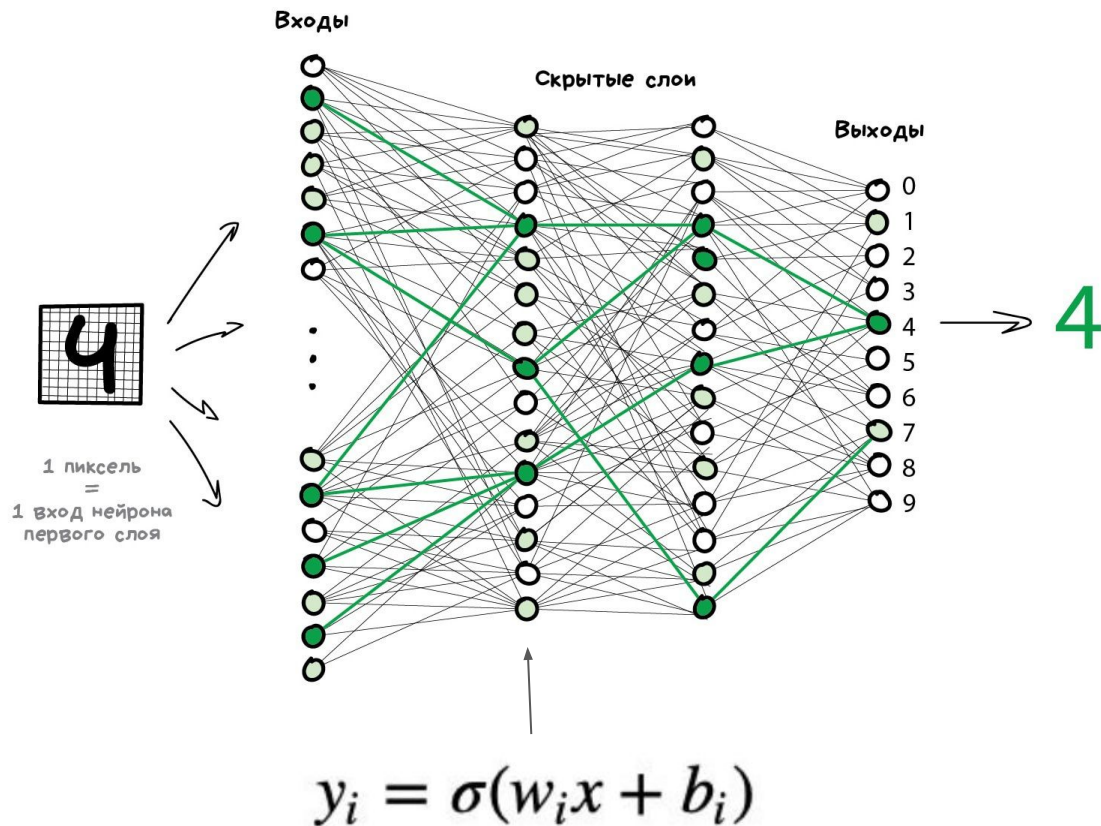 Входы
Скрытые слои
Выходы
0
1
2
3
4
5
6
7
8
9
4
4
1 пиксель
=
1 вход нейрона
первого слоя
yᵢ = σ(wᵢx + bᵢ)